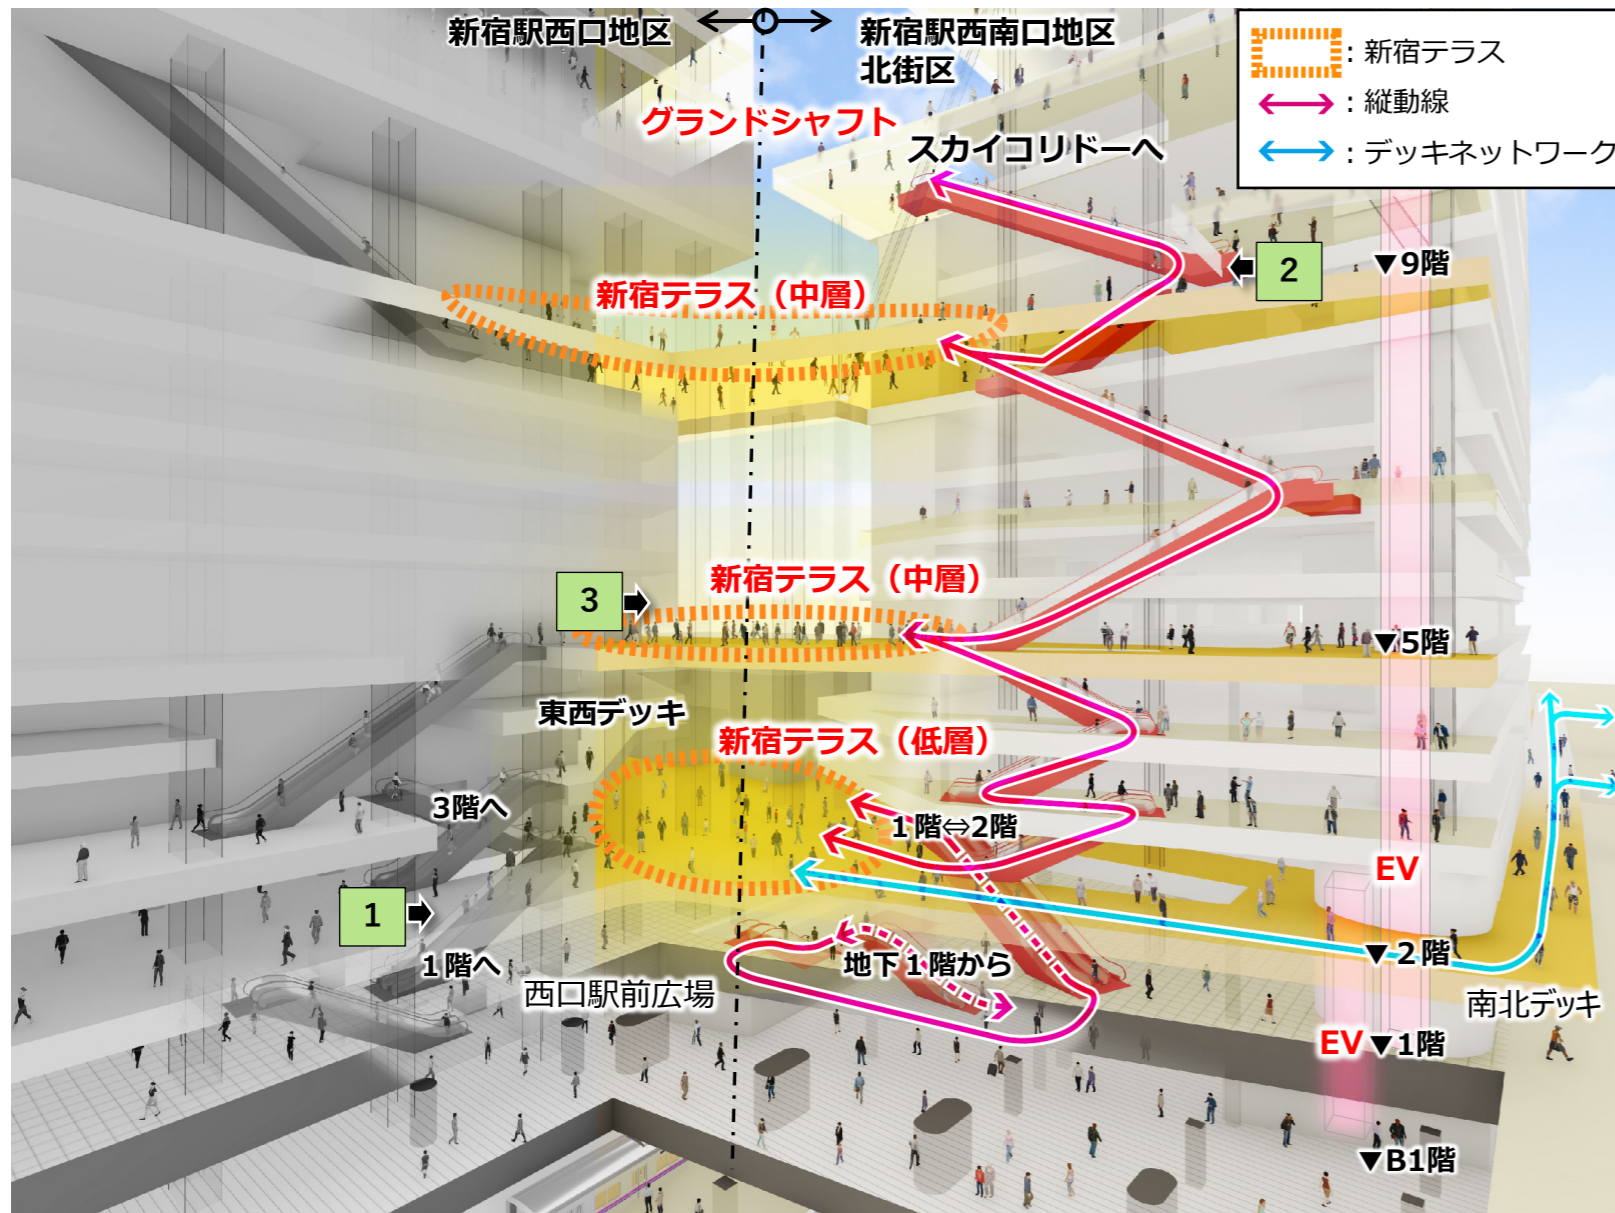 新宿駅西口地区
新宿駅西南口地区
北街区
：新宿テラス
：縦動線
：デッキネットワーク
グランドシャフト
スカイコリドーへ
2
▼9階
新宿テラス（中層）
新宿テラス（中層）
3
▼5階
東西デッキ
新宿テラス（低層）
3階へ
1階⇔2階
EV
1
▼2階
1階へ
地下1階から
西口駅前広場
南北デッキ
EV ▼1階
▼B1階